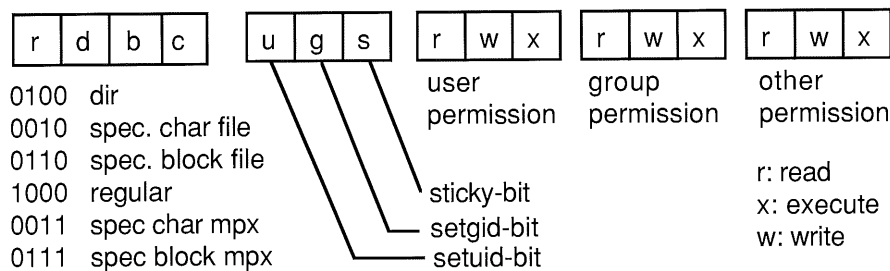 r d b c u g s r w x r w x r w x
user group other
permission permission permission
0100 dir
0010 spec. char file
0110 spec. block file
1000 regular
0011 spec char mpx
0111 spec block mpx
sticky-bit
setgid-bit
setuid-bit
r: read
x: execute
w: write